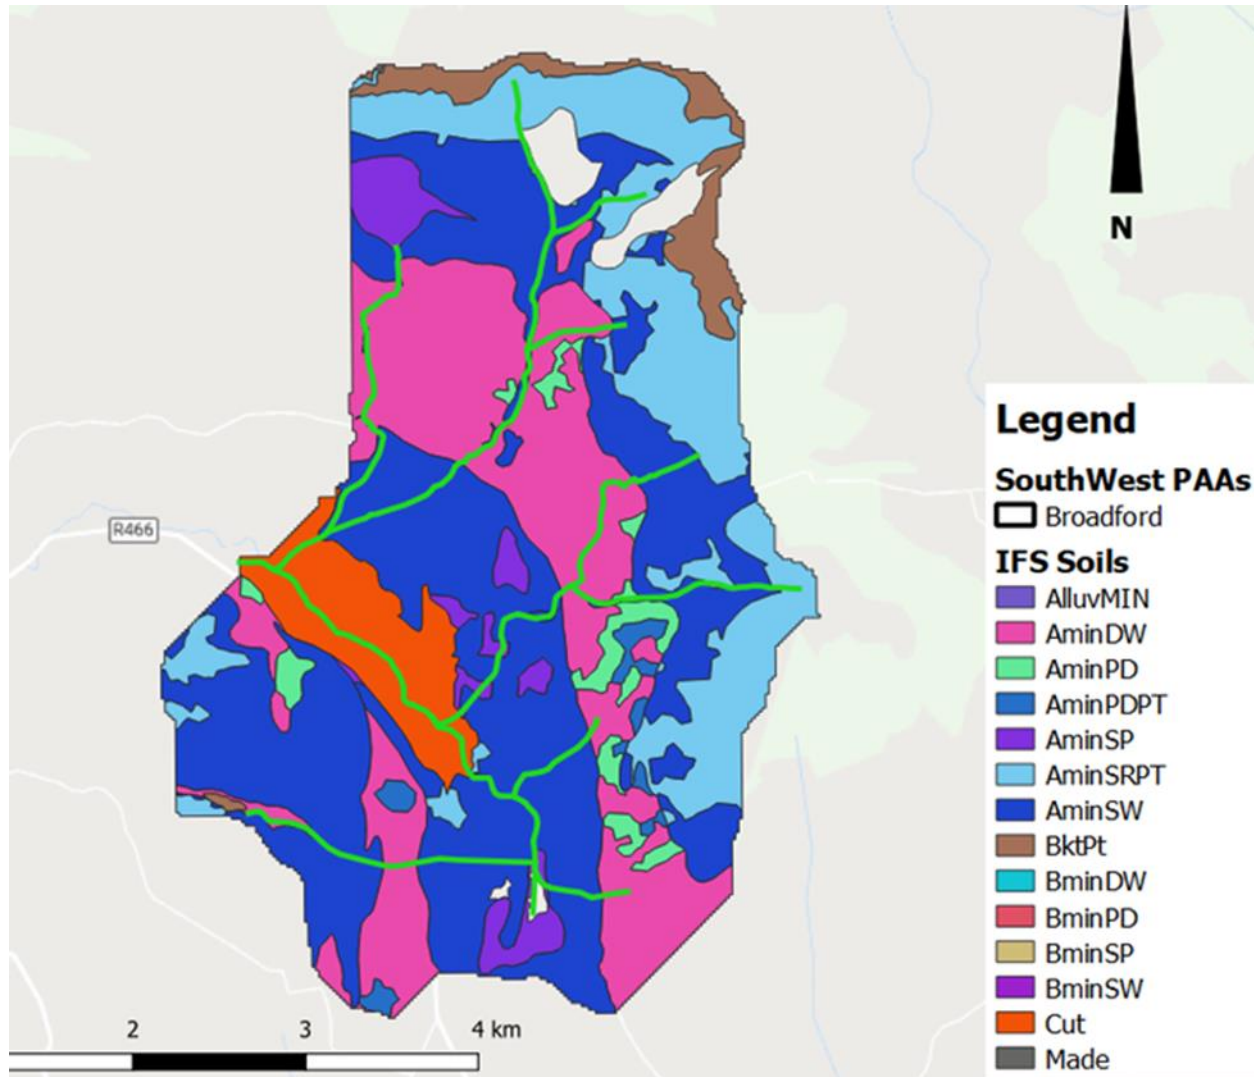 N
R466
Legend
SouthWest PAAs
Broadford
IFS Soils
AlluvMIN
AminDW
AminPD
AminPDPT
AminSP
AminSRPT
AminSW
BktPt
BminDW
BminPD
BminSP
BminSW
Cut
Made
2 3 4 km